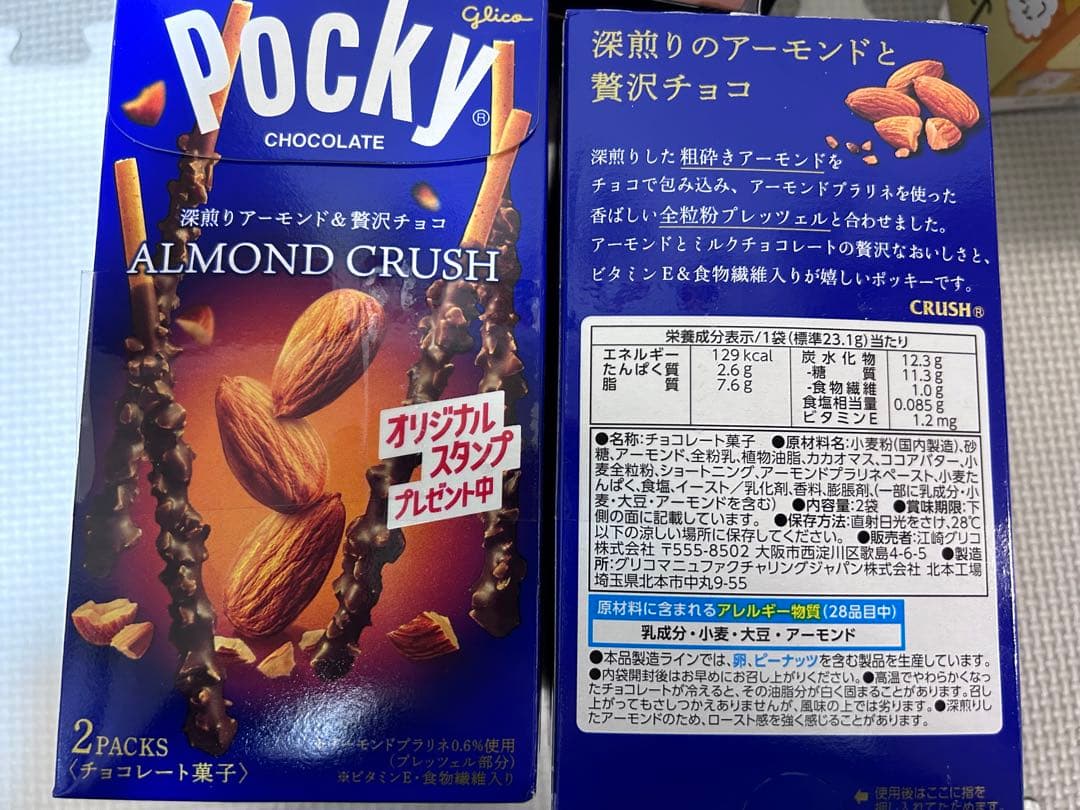 Glico
Pocky®
CHOCOLATE
深煎りアーモンド&贅沢チョコ
ALMOND CRUSH
オリジナル
スタンプ
プレゼント中
2PACKS
〈チョコレート菓子〉
アーモンドプラリネ0.6%使用
(プレッツェル部分)
※ビタミンE・食物繊維入り
深煎りのアーモンドと
贅沢チョコ
深煎りした粗砕きアーモンドを
チョコで包み込み、アーモンドプラリネを使った
香ばしい全粒粉プレッツェルと合わせました。
アーモンドとミルクチョコレートの贅沢なおいしさと、
ビタミンE&食物繊維入りが嬉しいポッキーです。
CRUSH®
栄養成分表示/1袋(標準23.1g)当たり
エネルギー 129 kcal
たんぱく質 2.6 g
脂質 7.6 g
炭水化物 12.3 g
-糖質 11.3 g
-食物繊維 1.0 g
食塩相当量 0.085 g
ビタミンE 1.2 mg
●名称:チョコレート菓子 ●原材料名:小麦粉(国内製造)、砂
糖、アーモンド、全粉乳、植物油脂、カカオマス、ココアバター、小
麦全粒粉、ショートニング、アーモンドプラリネペースト、小麦た
んぱく、食塩、イースト/乳化剤、香料、膨脹剤、(一部に乳成分・小
麦・大豆・アーモンドを含む) ●内容量:2袋 ●賞味期限:下
側の面に記載しています。 ●保存方法:直射日光をさけ、28℃
以下の涼しい場所に保存してください。 ●販売者:江崎グリコ
株式会社 〒555-8502 大阪市西淀川区歌島4-6-5 ●製造
所:グリコマニュファクチャリングジャパン株式会社 北本工場
埼玉県北本市中丸9-55
原材料に含まれるアレルギー物質(28品目中)
乳成分・小麦・大豆・アーモンド
●本品製造ラインでは、卵、ピーナッツを含む製品を生産しています。
●内袋開封後はお早めにお召し上がりください。●高温でやわらかくなっ
たチョコレートが冷えると、その油脂分が白く固まることがあります。召し
上がってもさしつかえありませんが、風味の上では劣ります。●深煎りし
たアーモンドのため、ロースト感を強く感じることがあります。
使用後はここに指を